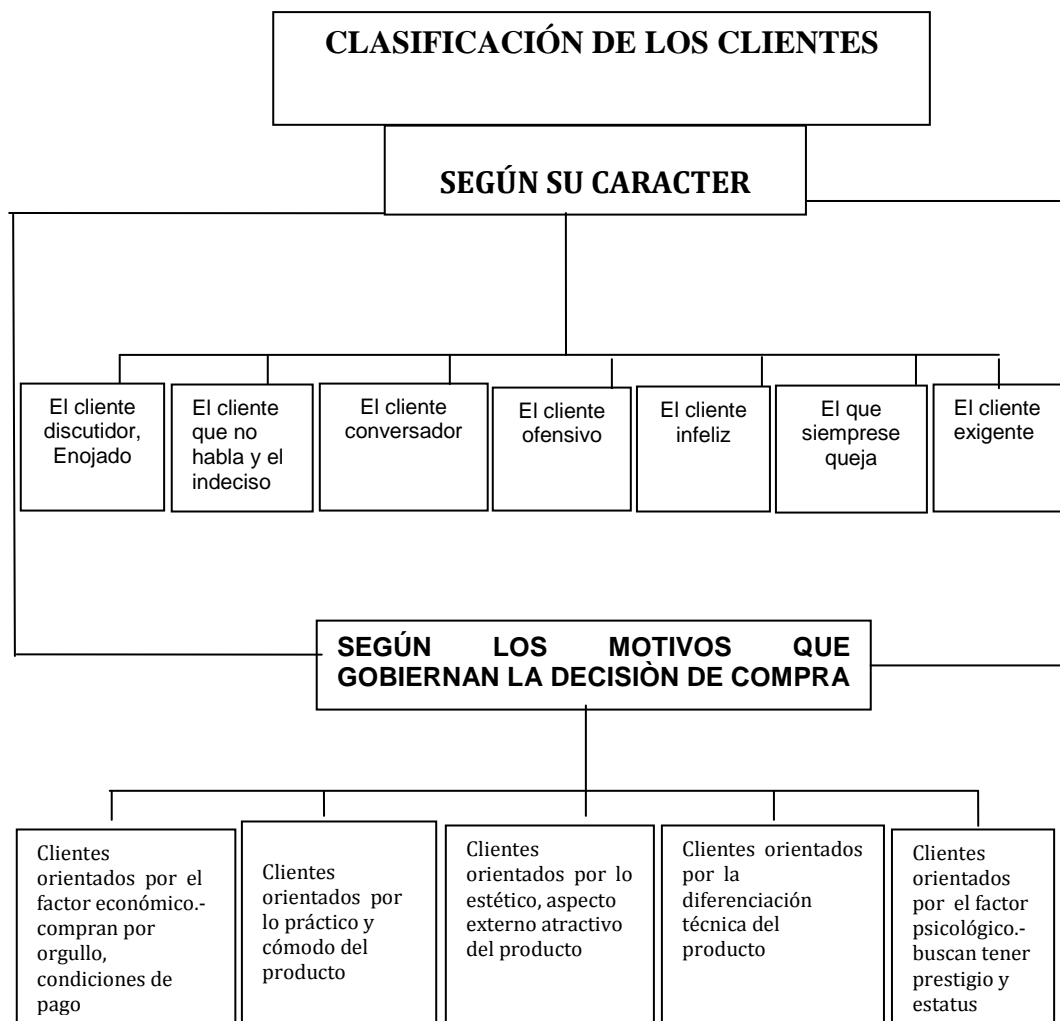 CLASIFICACIÓN DE LOS CLIENTES
SEGÚN SU CARACTER
El cliente
discutidor,
Enojado
El cliente
que no
habla y el
indeciso
El cliente
conversador
El cliente
ofensivo
El cliente
infeliz
El que
siemprese
queja
El cliente
exigente
SEGÚN LOS MOTIVOS QUE
GOBIERNAN LA DECISIÒN DE COMPRA
Clientes
orientados por el
factor económico.-
compran por
orgullo,
condiciones de
pago
Clientes
orientados por
lo práctico y
cómodo del
producto
Clientes
orientados por lo
estético, aspecto
externo atractivo
del producto
Clientes orientados
por la
diferenciación
técnica del
producto
Clientes
orientados
por el factor
psicológico.-
buscan tener
prestigio y
estatus